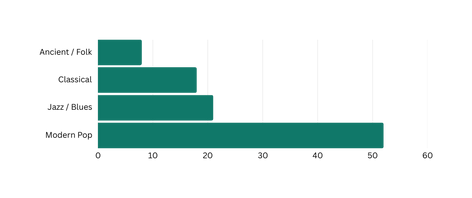 Ancient / Folk
Classical
Jazz / Blues
Modern Pop
0 10 20 30 40 50 60